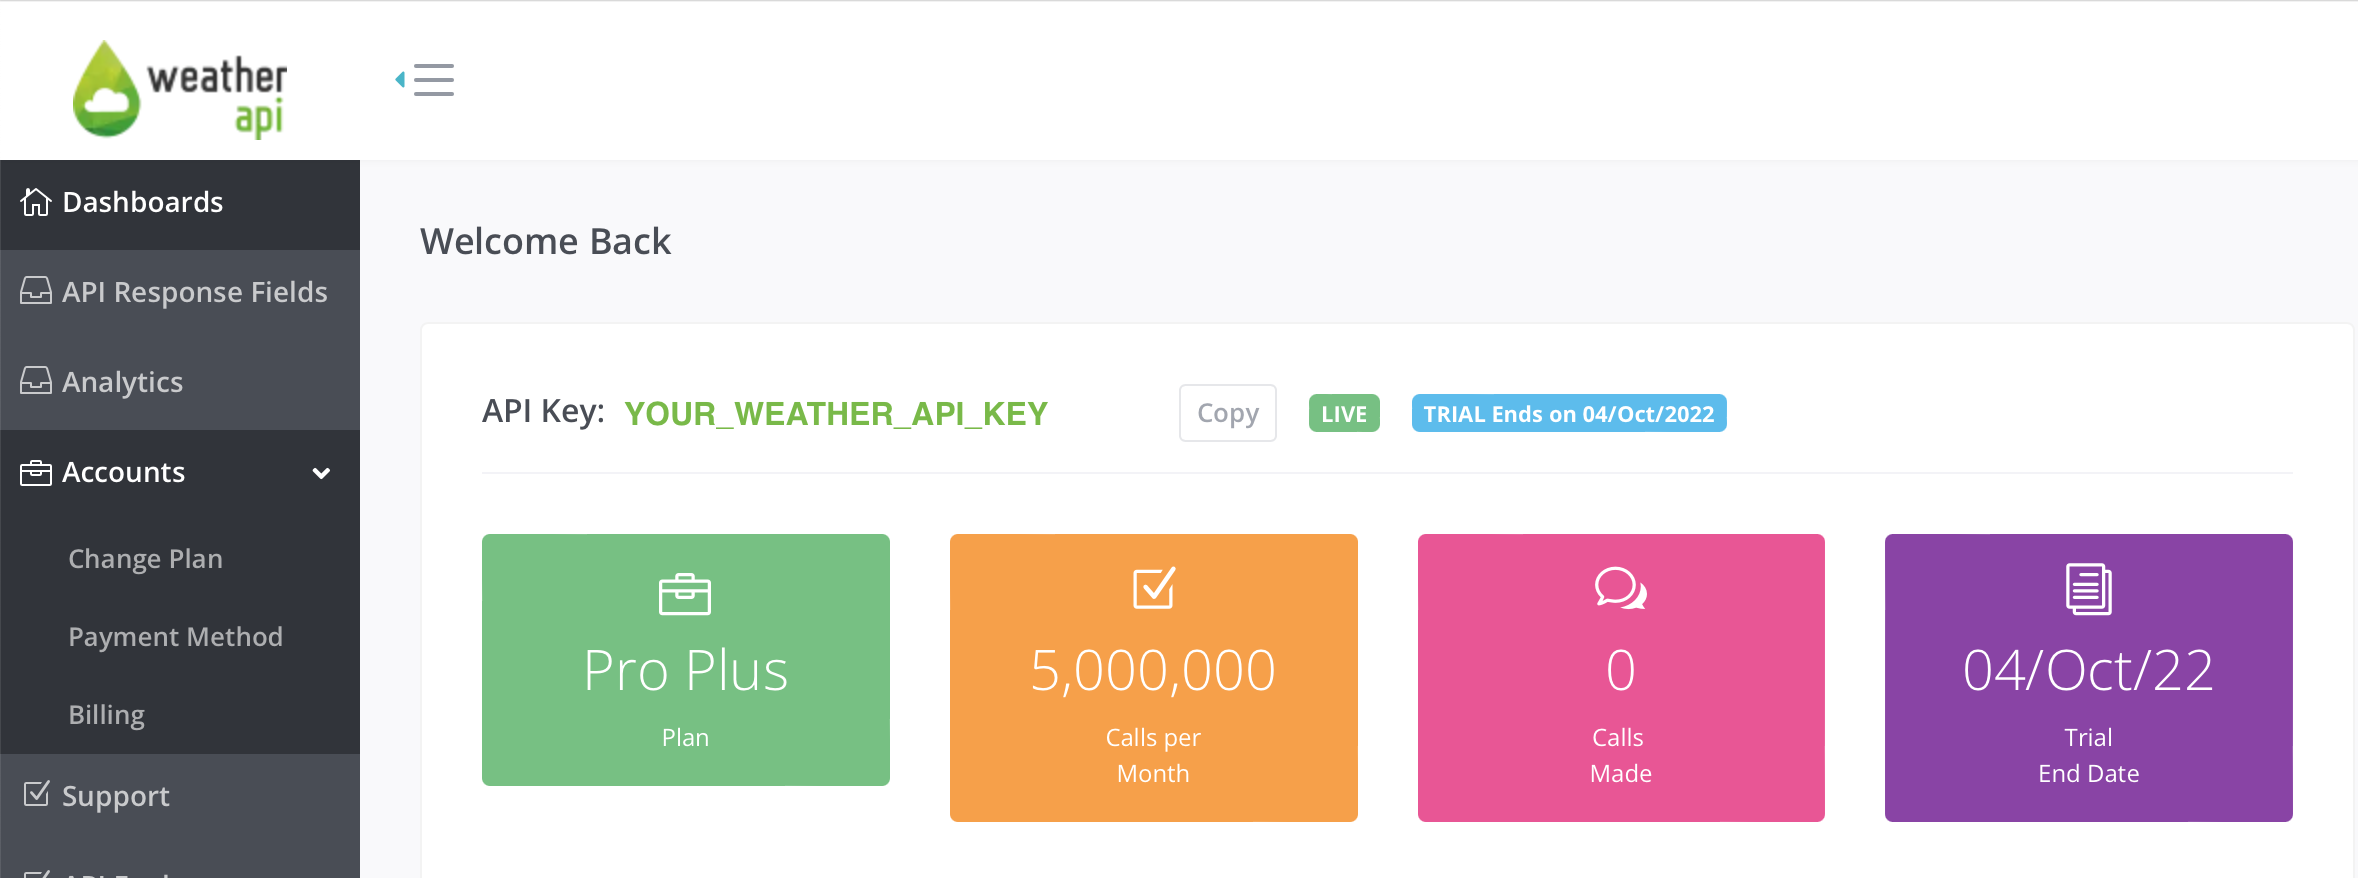 weather
api
Dashboards
API Response Fields
Analytics
Accounts
Change Plan
Payment Method
Billing
Support
Welcome Back
API Key: YOUR_WEATHER_API_KEY Copy LIVE TRIAL Ends on 04/Oct/2022
Pro Plus
Plan
5,000,000
Calls per
Month
0
Calls
Made
04/Oct/22
Trial
End Date